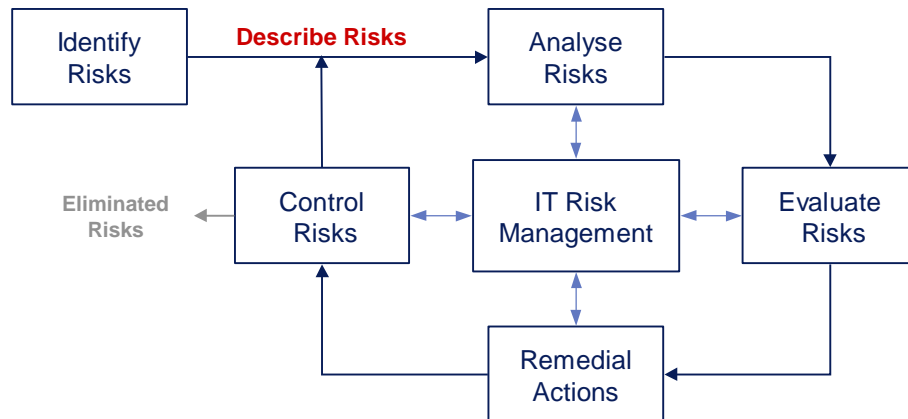 Identify
Risks
Describe Risks
Analyse
Risks
Eliminated
Risks
Control
Risks
IT Risk
Management
Evaluate
Risks
Remedial
Actions